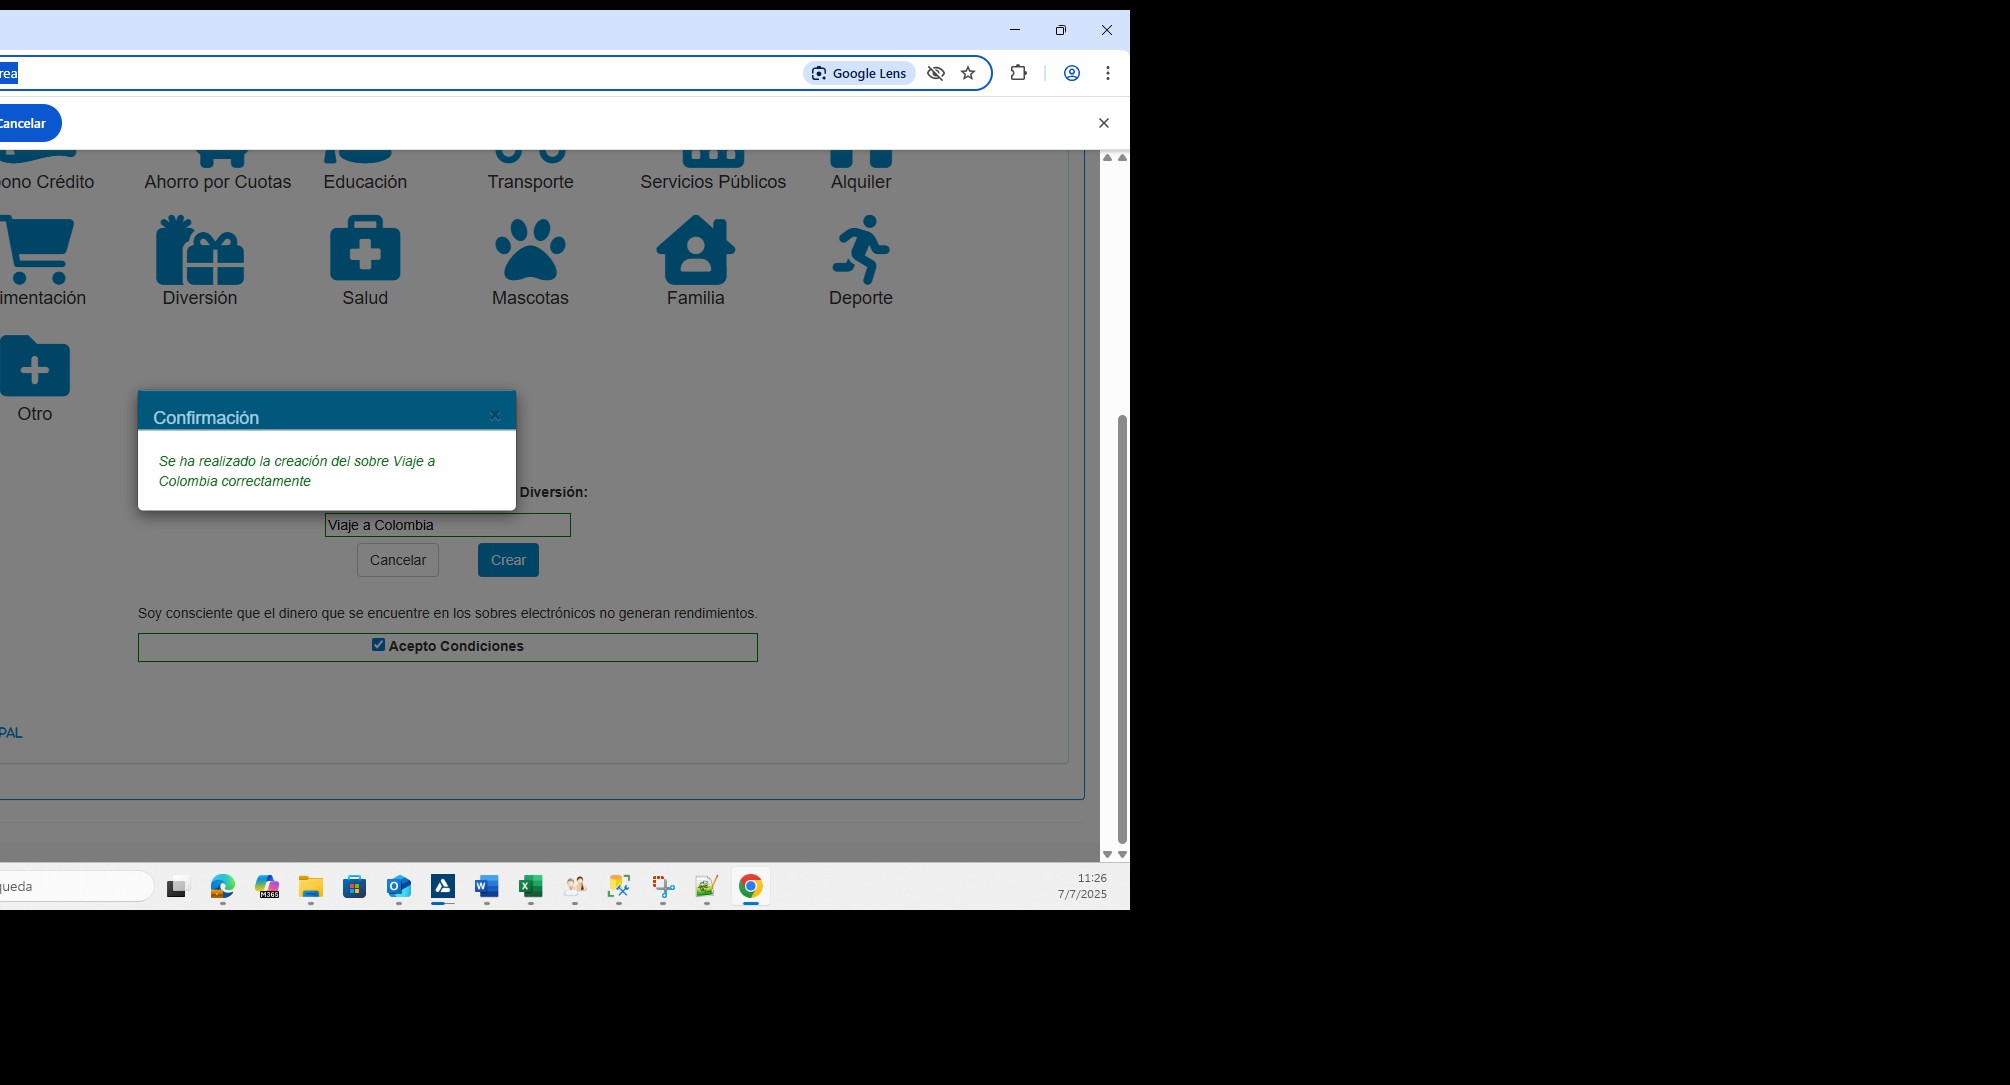 rea
Google Lens
Cancelar
ono Crédito
Ahorro por Cuotas
Educación
Transporte
Servicios Públicos
Alquiler
imentación
Diversión
Salud
Mascotas
Familia
Deporte
Otro
Confirmación
Se ha realizado la creación del sobre Viaje a
Colombia correctamente
Diversión:
Viaje a Colombia
Cancelar
Crear
Soy consciente que el dinero que se encuentre en los sobres electrónicos no generan rendimientos.
Acepto Condiciones
PAL
queda
M365
11:26
7/7/2025